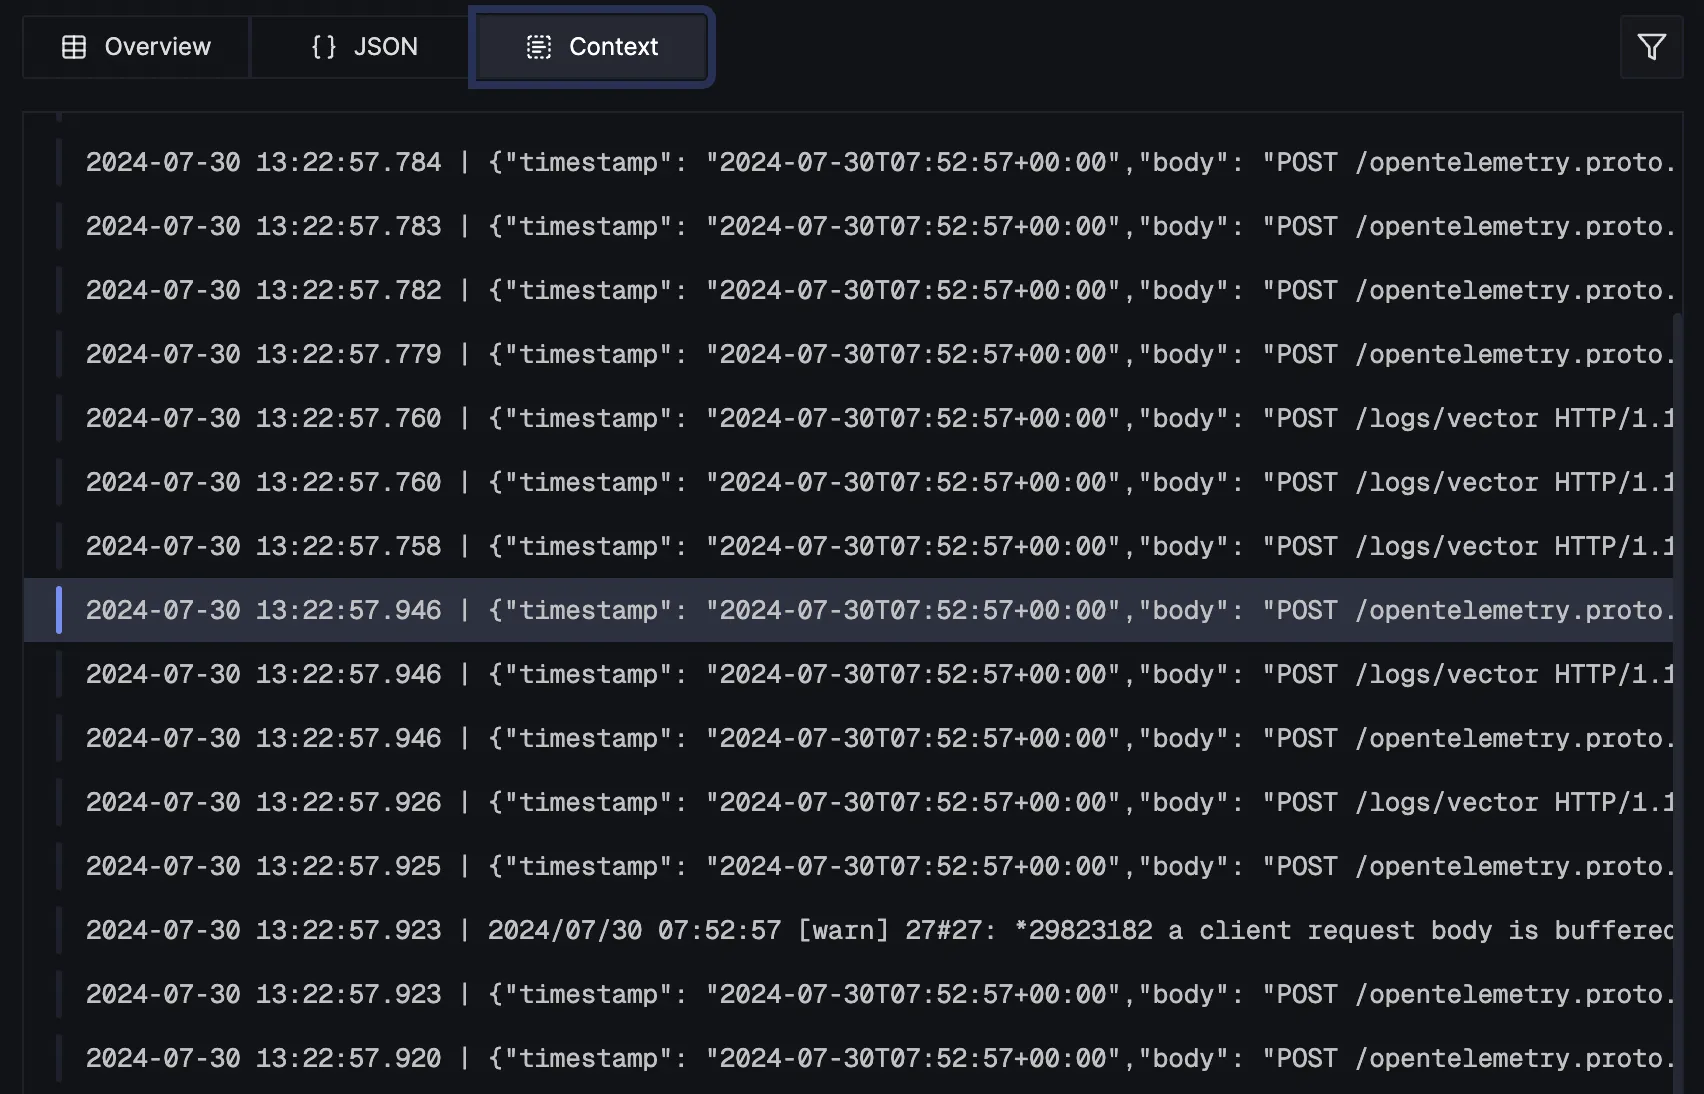 Overview { } JSON Context
2024-07-30 13:22:57.784 | {"timestamp": "2024-07-30T07:52:57+00:00","body": "POST /opentelemetry.proto.
2024-07-30 13:22:57.783 | {"timestamp": "2024-07-30T07:52:57+00:00","body": "POST /opentelemetry.proto.
2024-07-30 13:22:57.782 | {"timestamp": "2024-07-30T07:52:57+00:00","body": "POST /opentelemetry.proto.
2024-07-30 13:22:57.779 | {"timestamp": "2024-07-30T07:52:57+00:00","body": "POST /opentelemetry.proto.
2024-07-30 13:22:57.760 | {"timestamp": "2024-07-30T07:52:57+00:00","body": "POST /logs/vector HTTP/1.1
2024-07-30 13:22:57.760 | {"timestamp": "2024-07-30T07:52:57+00:00","body": "POST /logs/vector HTTP/1.1
2024-07-30 13:22:57.758 | {"timestamp": "2024-07-30T07:52:57+00:00","body": "POST /logs/vector HTTP/1.1
2024-07-30 13:22:57.946 | {"timestamp": "2024-07-30T07:52:57+00:00","body": "POST /opentelemetry.proto.
2024-07-30 13:22:57.946 | {"timestamp": "2024-07-30T07:52:57+00:00","body": "POST /logs/vector HTTP/1.1
2024-07-30 13:22:57.946 | {"timestamp": "2024-07-30T07:52:57+00:00","body": "POST /opentelemetry.proto.
2024-07-30 13:22:57.926 | {"timestamp": "2024-07-30T07:52:57+00:00","body": "POST /logs/vector HTTP/1.1
2024-07-30 13:22:57.925 | {"timestamp": "2024-07-30T07:52:57+00:00","body": "POST /opentelemetry.proto.
2024-07-30 13:22:57.923 | 2024/07/30 07:52:57 [warn] 27#27: *29823182 a client request body is buffered
2024-07-30 13:22:57.923 | {"timestamp": "2024-07-30T07:52:57+00:00","body": "POST /opentelemetry.proto.
2024-07-30 13:22:57.920 | {"timestamp": "2024-07-30T07:52:57+00:00","body": "POST /opentelemetry.proto.